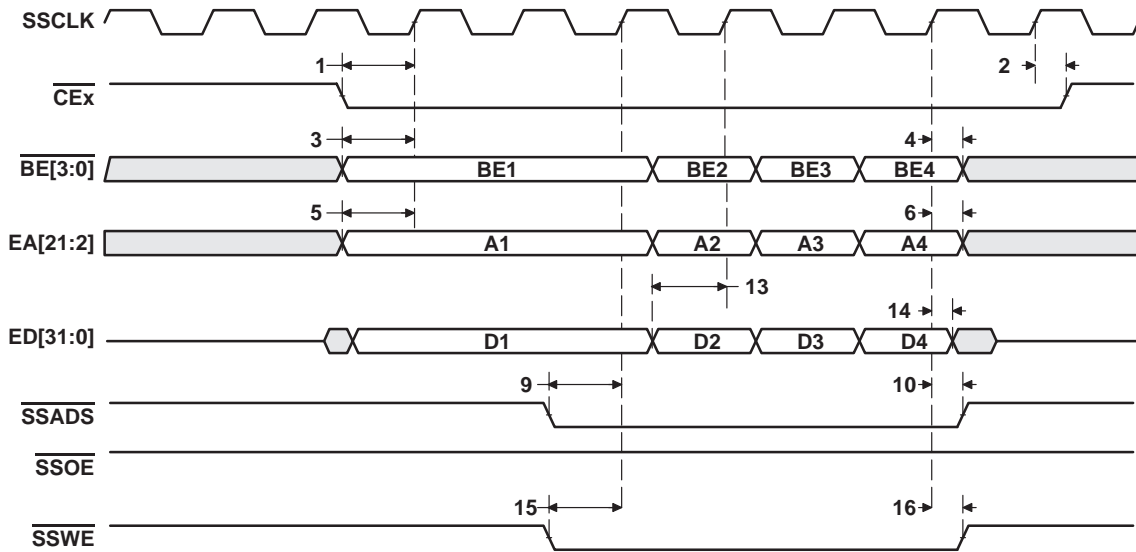 SSCLK
1
2
CEx
3
4
BE[3:0]
BE1
BE2
BE3
BE4
5
6
EA[21:2]
A1
A2
A3
A4
13
14
ED[31:0]
D1
D2
D3
D4
9
10
SSADS
SSOE
15
16
SSWE